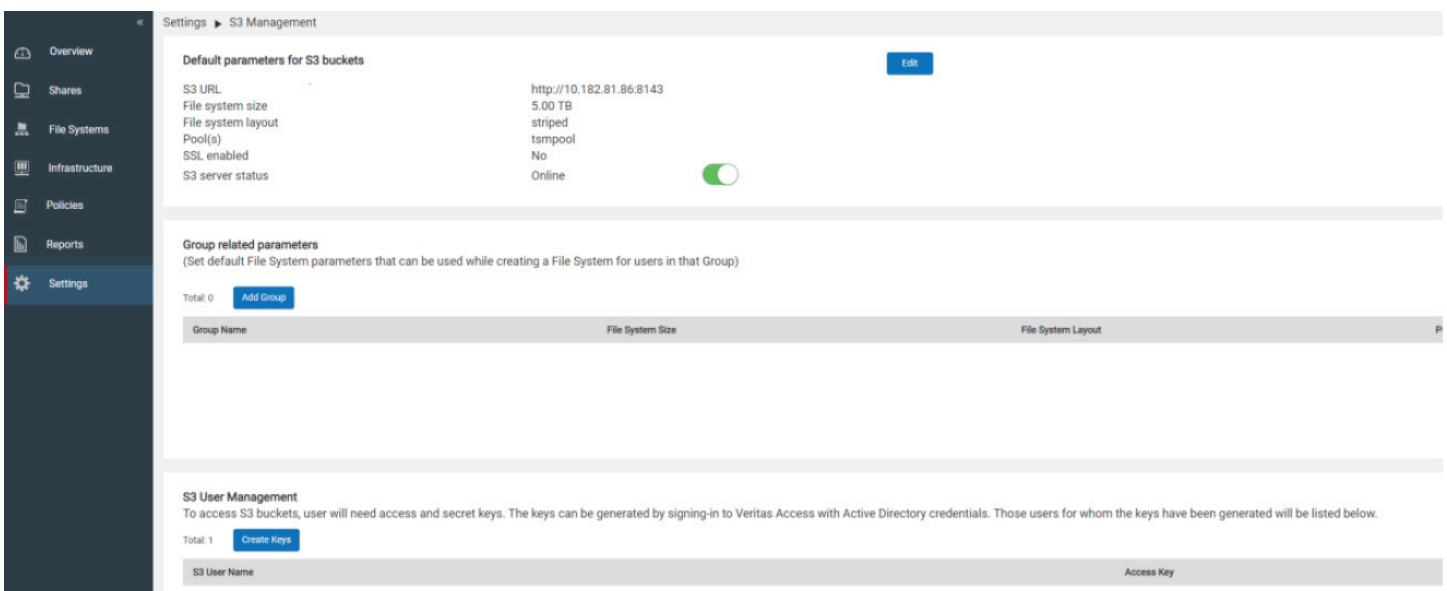 «
Settings ▶ S3 Management
Overview
Shares
File Systems
Infrastructure
Policies
Reports
Settings
Default parameters for S3 buckets
Edit
S3 URL http://10.182.81.86:8143
File system size 5.00 TB
File system layout striped
Pool(s) tsmpool
SSL enabled No
S3 server status Online
Group related parameters
(Set default File System parameters that can be used while creating a File System for users in that Group)
Total: 0 Add Group
Group Name File System Size File System Layout
S3 User Management
To access S3 buckets, user will need access and secret keys. The keys can be generated by signing-in to Veritas Access with Active Directory credentials. Those users for whom the keys have been generated will be listed below.
Total: 1 Create Keys
S3 User Name Access Key